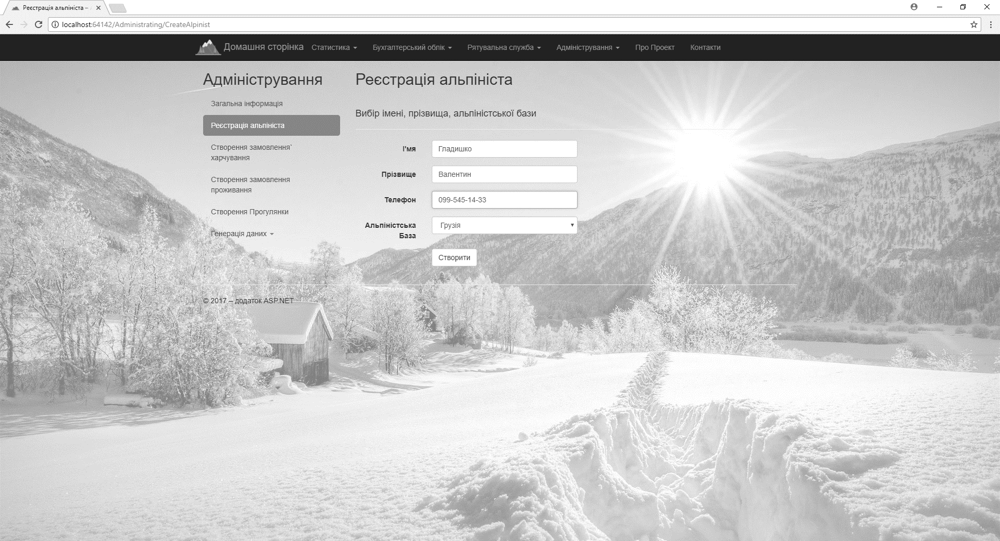 Реєстрація альпініста –
localhost:64142/Administrating/CreateAlpinist
Домашня сторінка Статистика Бухгалтерський облік Рятувальна служба Адміністрування Про Проект Контакти
Адміністрування
Загальна інформація
Реєстрація альпініста
Створення замовлення`
харчування
Створення замовлення
проживання
Створення Прогулянки
Генерація даних
Реєстрація альпініста
Вибір імені, прізвища, альпіністської бази
І'мя Гладишко
Прізвище Валентин
Телефон 099-545-14-33
Альпіністська
База
Грузія
Створити
© 2017 – додаток ASP.NET